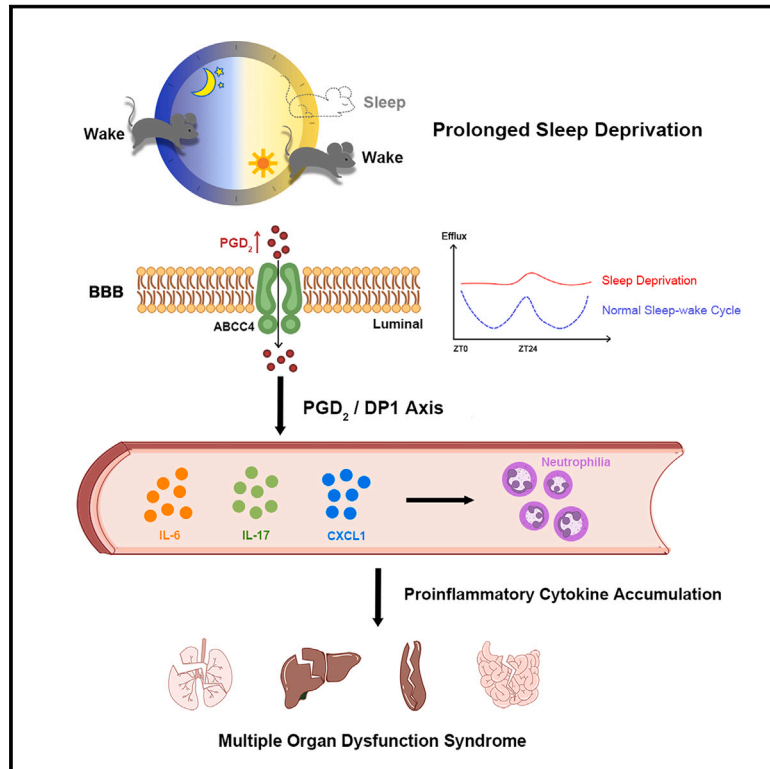 Sleep
Wake
Wake
Prolonged Sleep Deprivation
PGD₂
BBB
ABCC4
Luminal
Efflux
Sleep Deprivation
Normal Sleep-wake Cycle
ZT0
ZT24
PGD₂ / DP1 Axis
Neutrophilia
IL-6
IL-17
CXCL1
Proinflammatory Cytokine Accumulation
Multiple Organ Dysfunction Syndrome